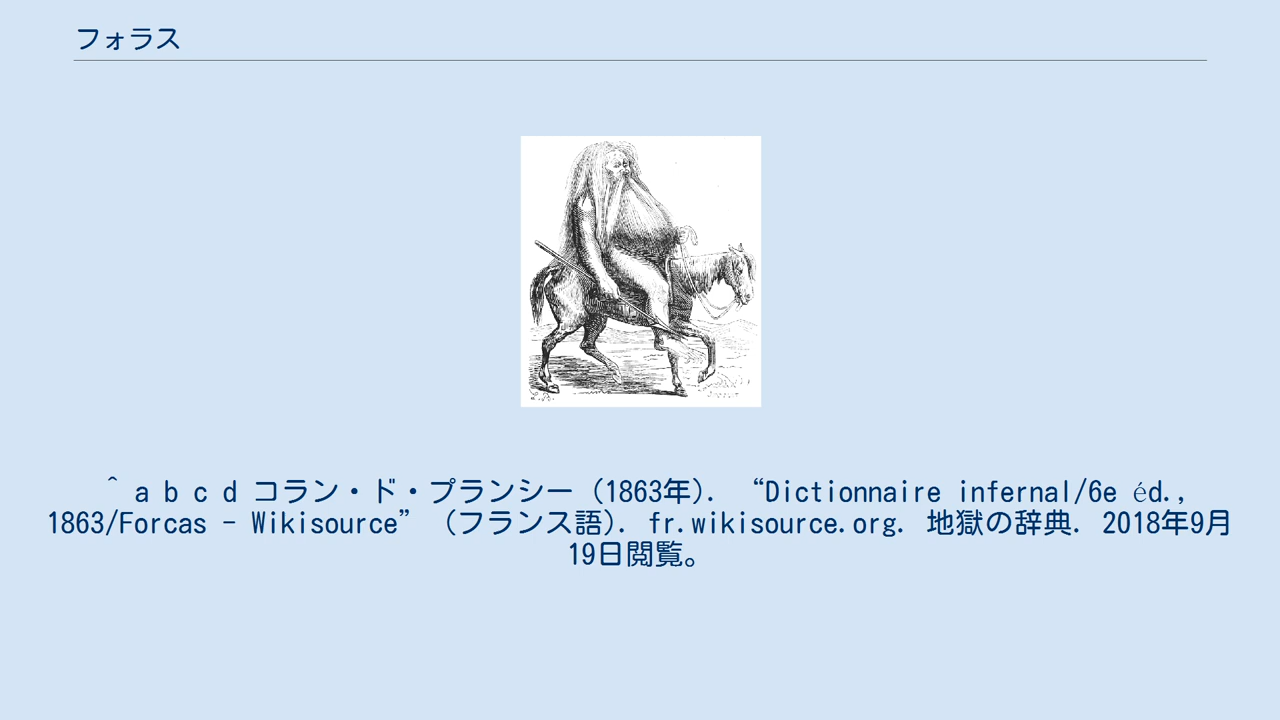 フォラス
^ a b c d コラン・ド・プランシー (1863年). “Dictionnaire infernal/6e éd.,
1863/Forcas - Wikisource” (フランス語). fr.wikisource.org. 地獄の辞典. 2018年9月
19日閲覧。